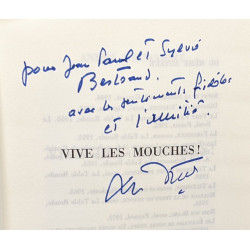 pour Jean Paul et Sylvie
Bertrand.
avec les sentiments fidèles
et l'amitié.
VIVE LES MOUCHES !